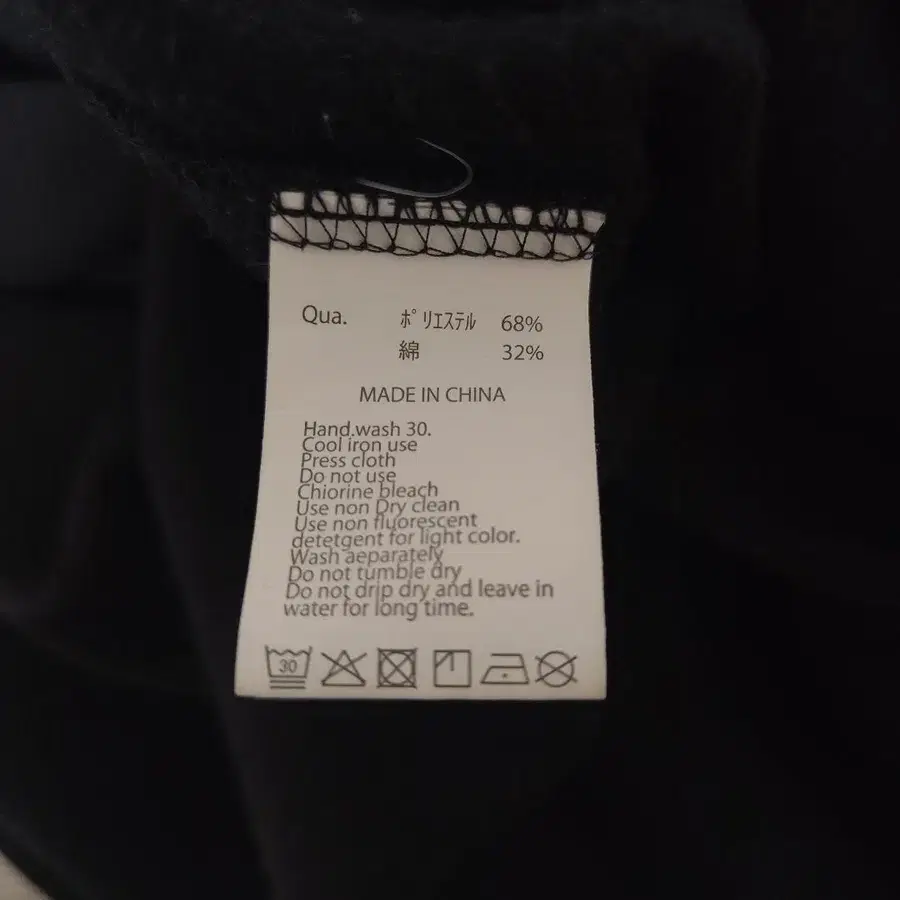 Qua. ﾎﾟﾘｴｽﾃﾙ 68%
綿 32%
MADE IN CHINA
Hand.wash 30.
Cool iron use
Press cloth
Do not use
Chiorine bleach
Use non Dry clean
Use non fluorescent
detetgent for light color.
Wash aeparately
Do not tumble dry
Do not drip dry and leave in
water for long time.
30